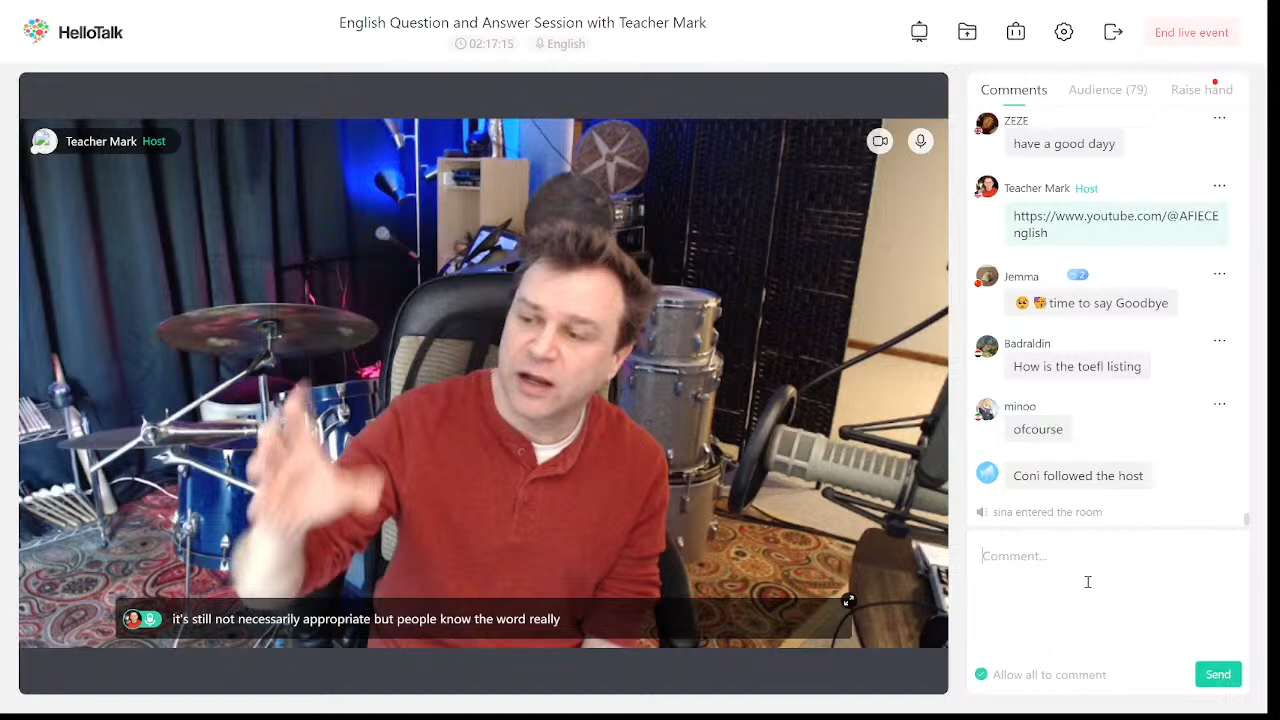 HelloTalk
English Question and Answer Session with Teacher Mark
02:17:15 English
End live event
Teacher Mark Host
it's still not necessarily appropriate but people know the word really
Comments Audience (79) Raise hand
ZEZE
have a good dayy
Teacher Mark Host
https://www.youtube.com/@AFIECE
nglish
Jemma 2
time to say Goodbye
Badraldin
How is the toefl listing
minoo
ofcourse
Coni followed the host
sina entered the room
Comment...
Allow all to comment
Send